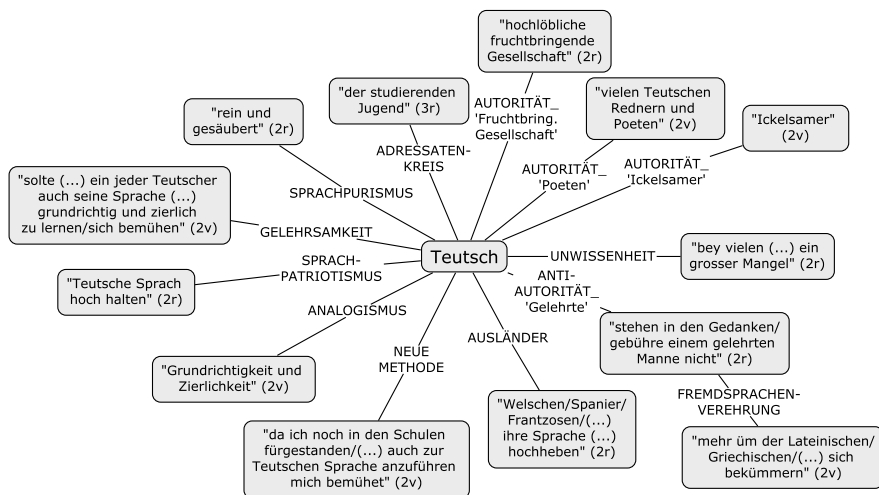 "hochlöbliche
fruchtbringende
Gesellschaft" (2r)
"der studierenden
Jugend" (3r)
"vielen Teutschen
Rednern und
Poeten" (2v)
"rein und
gesäubert" (2r)
"Ickelsamer"
(2v)
AUTORITÄT_
'Fruchtbring.
Gesellschaft'
ADRESSATEN-
KREIS
AUTORITÄT_
'Poeten'
AUTORITÄT_
'Ickelsamer'
"solte (...) ein jeder Teutscher
auch seine Sprache (...)
grundrichtig und zierlich
zu lernen/sich bemühen" (2v)
SPRACHPURISMUS
GELEHRSAMKEIT
Teutsch
UNWISSENHEIT
"bey vielen (...) ein
grosser Mangel" (2r)
SPRACH-
PATRIOTISMUS
"Teutsche Sprach
hoch halten" (2r)
ANTI-
AUTORITÄT_
'Gelehrte'
ANALOGISMUS
"stehen in den Gedanken/
gebühre einem gelehrten
Manne nicht" (2r)
AUSLÄNDER
NEUE
METHODE
"Grundrichtigkeit und
Zierlichkeit" (2v)
FREMDSPRACHEN-
VEREHRUNG
"Welschen/Spanier/
Frantzosen/(...)
ihre Sprache (...)
hochheben" (2r)
"da ich noch in den Schulen
fürgestanden/(...) auch zur
Teutschen Sprache anzuführen
mich bemühet" (2v)
"mehr üm der Lateinischen/
Griechischen/(...) sich
bekümmern" (2v)